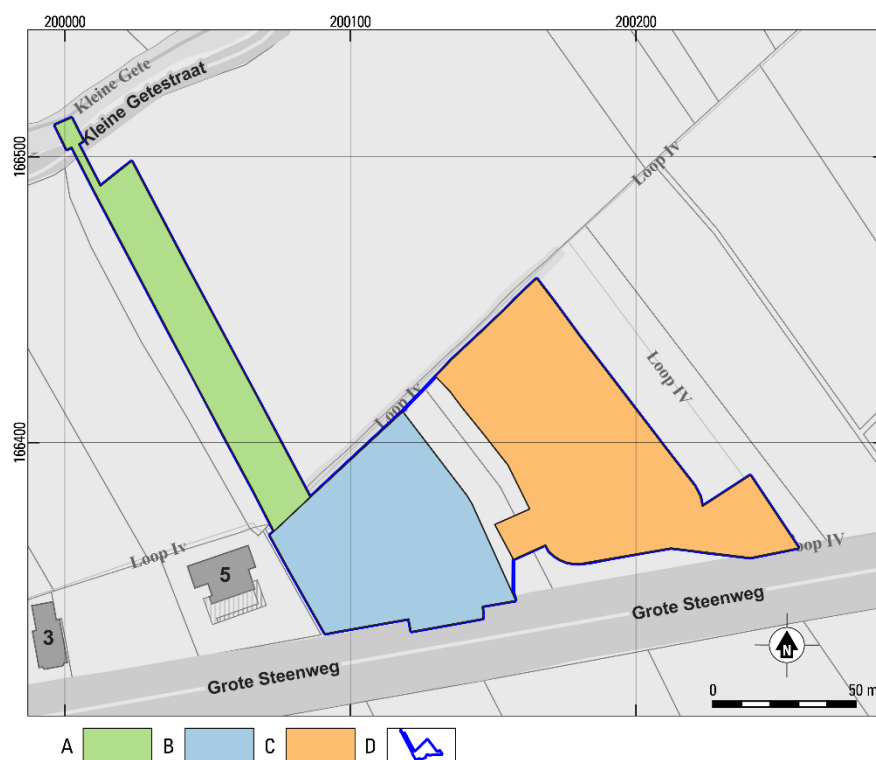 200000
200100
200200
Kleine Gete
Kleine Getestraat
166500
Loop Iv
Loop IV
166400
Loop Iv
Loop Iv
Loop IV
5
3
Grote Steenweg
Grote Steenweg
N
0
50 m
A
B
C
D